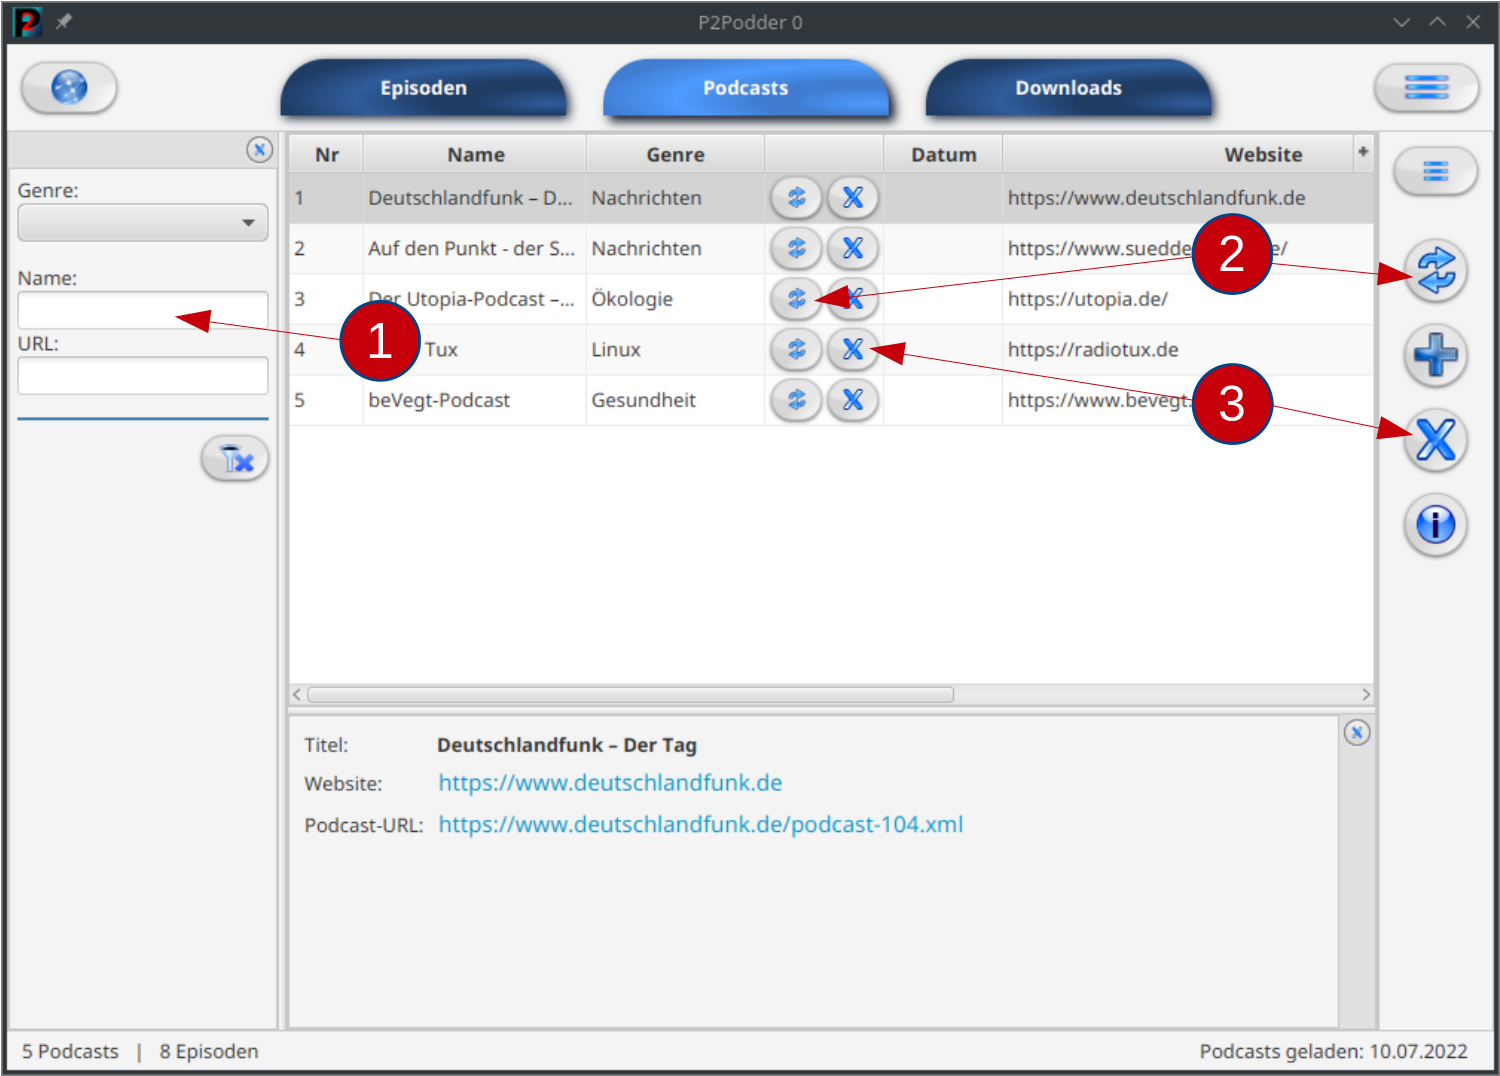 P2 P2Podder 0
Episoden Podcasts Downloads
Nr Name Genre Datum Website +
Genre:
1 Deutschlandfunk – D... Nachrichten https://www.deutschlandfunk.de
2 Auf den Punkt - der S... Nachrichten https://www.suedde e/
2
Name:
3 Der Utopia-Podcast –... Ökologie https://utopia.de/
1
URL:
4 Tux Linux https://radiotux.de
5 beVegt-Podcast Gesundheit https://www.bevegt.
3
Titel: Deutschlandfunk – Der Tag
Website: https://www.deutschlandfunk.de
Podcast-URL: https://www.deutschlandfunk.de/podcast-104.xml
5 Podcasts | 8 Episoden Podcasts geladen: 10.07.2022